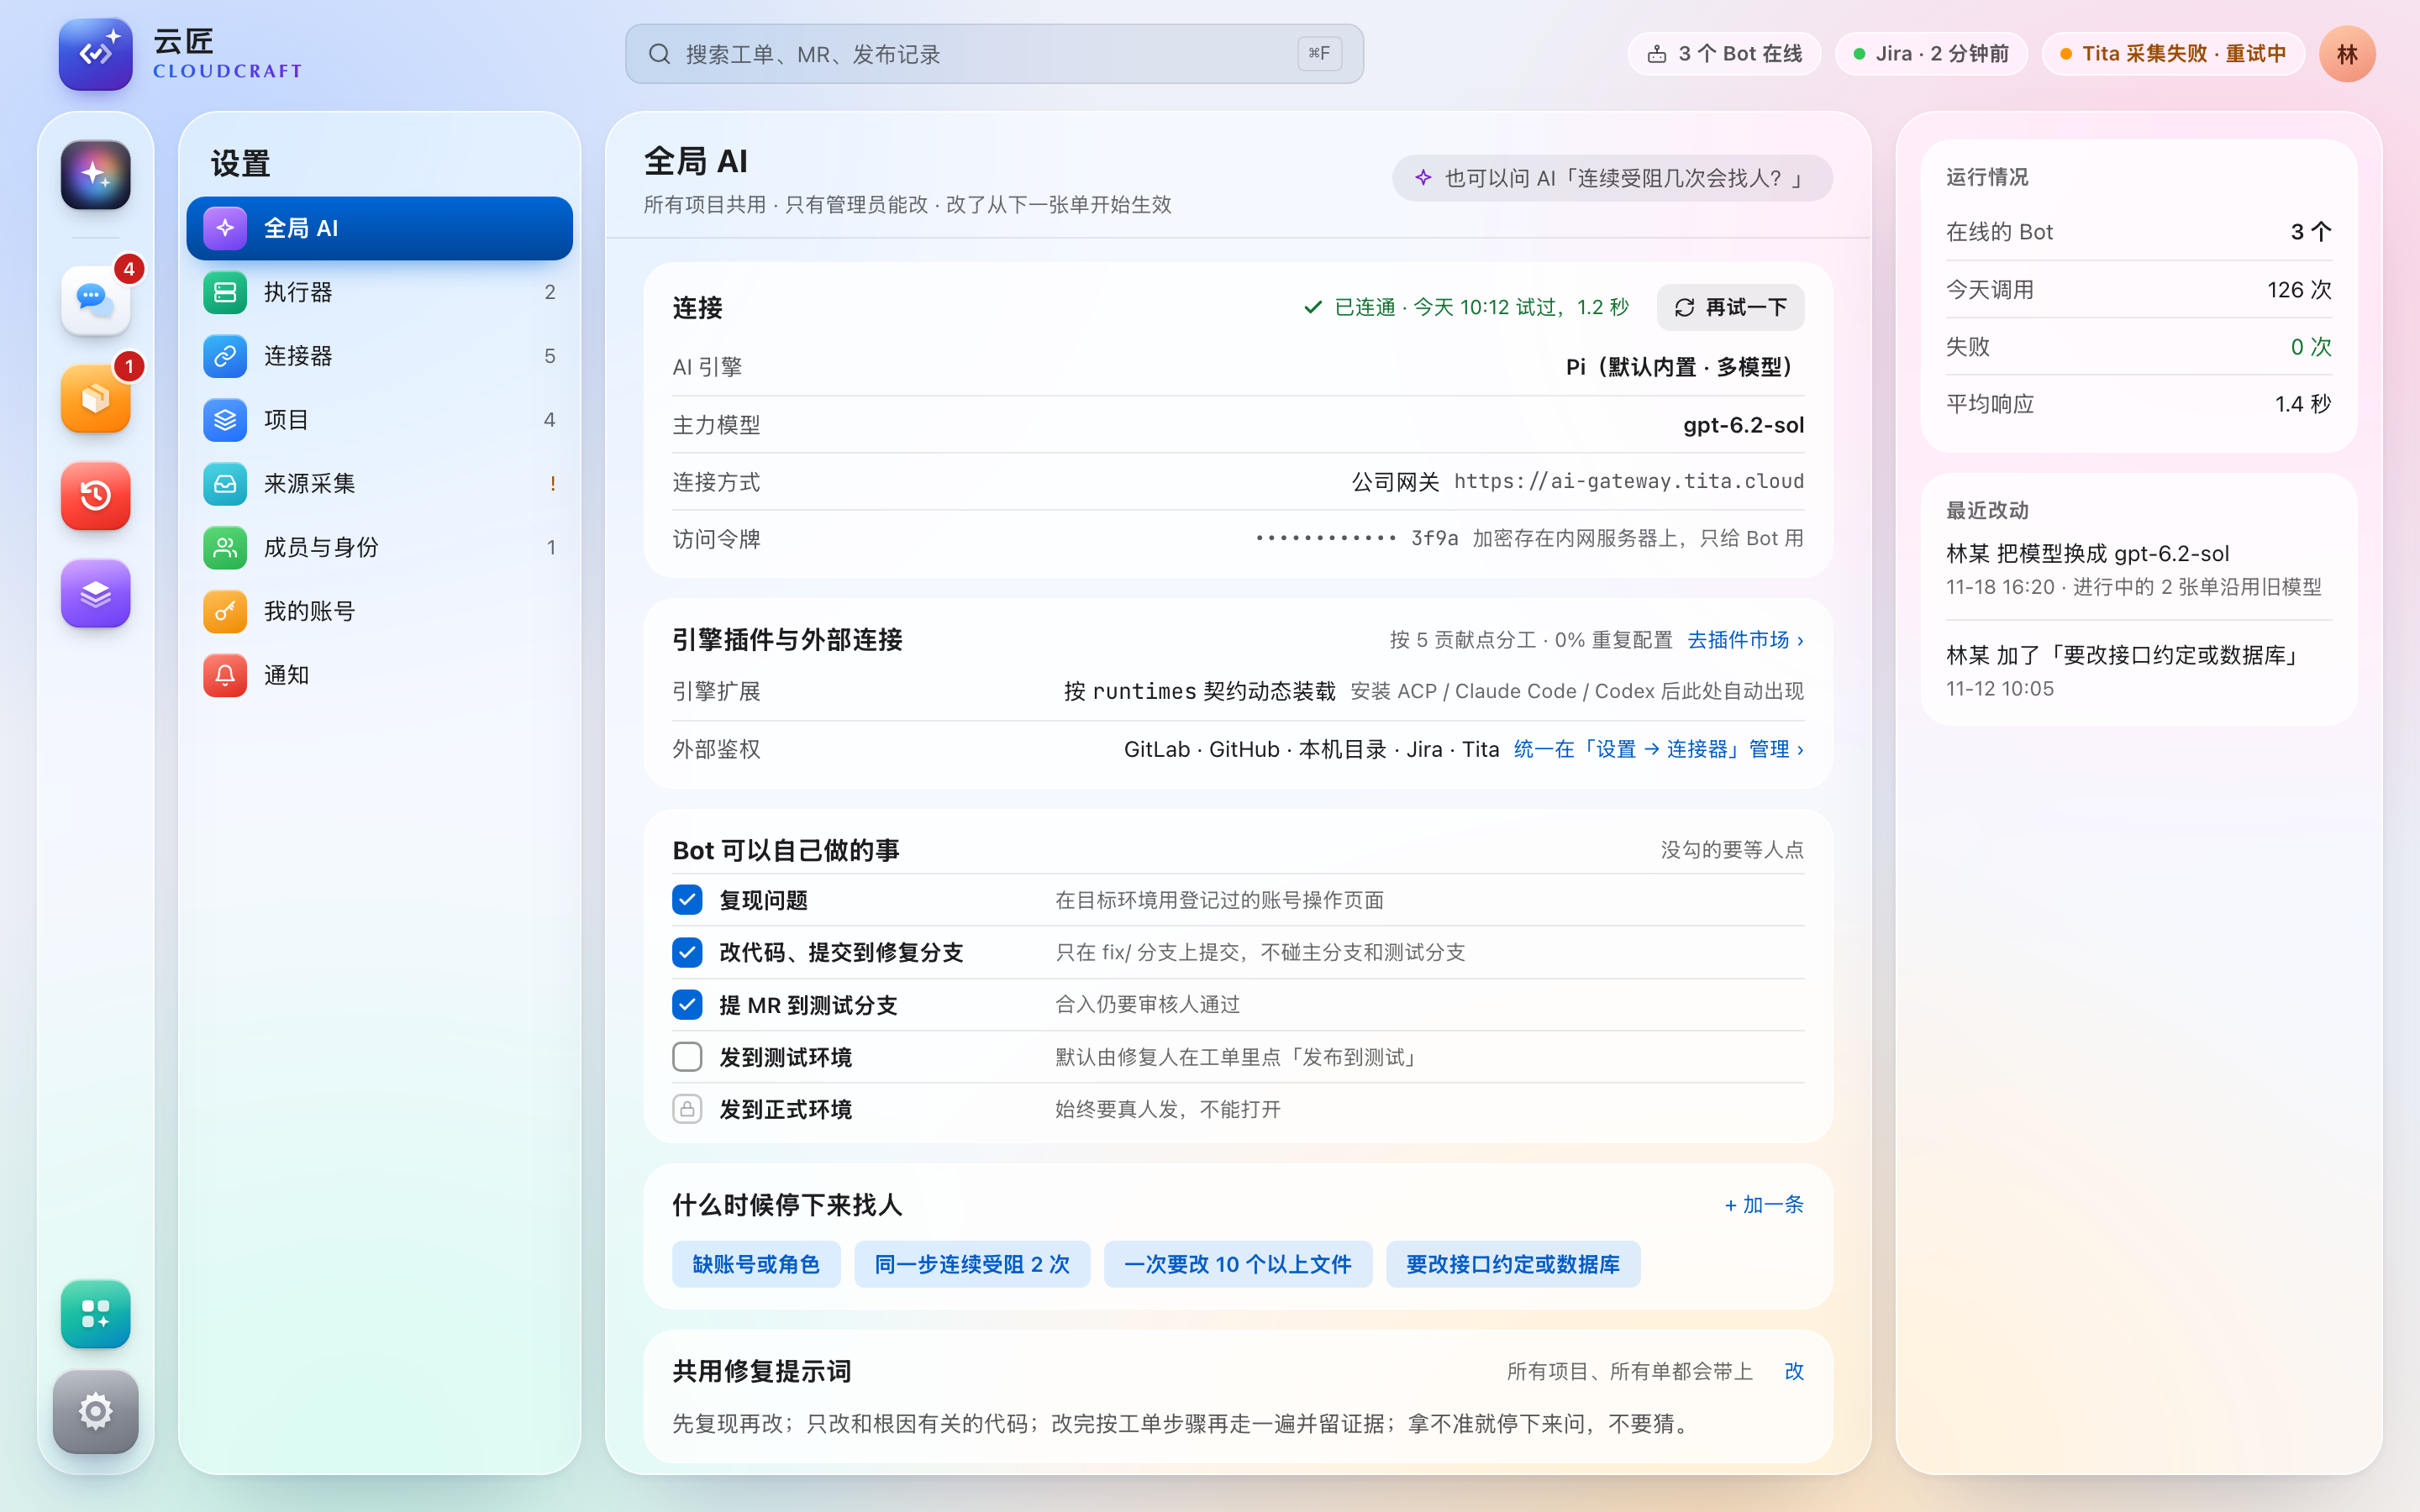 云匠
CLOUDCRAFT
搜索工单、MR、发布记录
⌘F
3 个 Bot 在线
Jira · 2 分钟前
Tita 采集失败 · 重试中
林
4
1
设置
全局 AI
执行器 2
连接器 5
项目 4
来源采集 !
成员与身份 1
我的账号
通知
全局 AI
所有项目共用 · 只有管理员能改 · 改了从下一张单开始生效
也可以问 AI「连续受阻几次会找人？」
连接
已连通 · 今天 10:12 试过，1.2 秒
再试一下
AI 引擎 Pi（默认内置 · 多模型）
主力模型 gpt-6.2-sol
连接方式 公司网关 https://ai-gateway.tita.cloud
访问令牌 •••••••••••• 3f9a 加密存在内网服务器上，只给 Bot 用
引擎插件与外部连接
按 5 贡献点分工 · 0% 重复配置 去插件市场 ›
引擎扩展 按 runtimes 契约动态装载 安装 ACP / Claude Code / Codex 后此处自动出现
外部鉴权 GitLab · GitHub · 本机目录 · Jira · Tita 统一在「设置 → 连接器」管理 ›
Bot 可以自己做的事 没勾的要等人点
复现问题 在目标环境用登记过的账号操作页面
改代码、提交到修复分支 只在 fix/ 分支上提交，不碰主分支和测试分支
提 MR 到测试分支 合入仍要审核人通过
发到测试环境 默认由修复人在工单里点「发布到测试」
发到正式环境 始终要真人发，不能打开
什么时候停下来找人 + 加一条
缺账号或角色 同一步连续受阻 2 次 一次要改 10 个以上文件 要改接口约定或数据库
共用修复提示词 所有项目、所有单都会带上 改
先复现再改；只改和根因有关的代码；改完按工单步骤再走一遍并留证据；拿不准就停下来问，不要猜。
运行情况
在线的 Bot 3 个
今天调用 126 次
失败 0 次
平均响应 1.4 秒
最近改动
林某 把模型换成 gpt-6.2-sol
11-18 16:20 · 进行中的 2 张单沿用旧模型
林某 加了「要改接口约定或数据库」
11-12 10:05